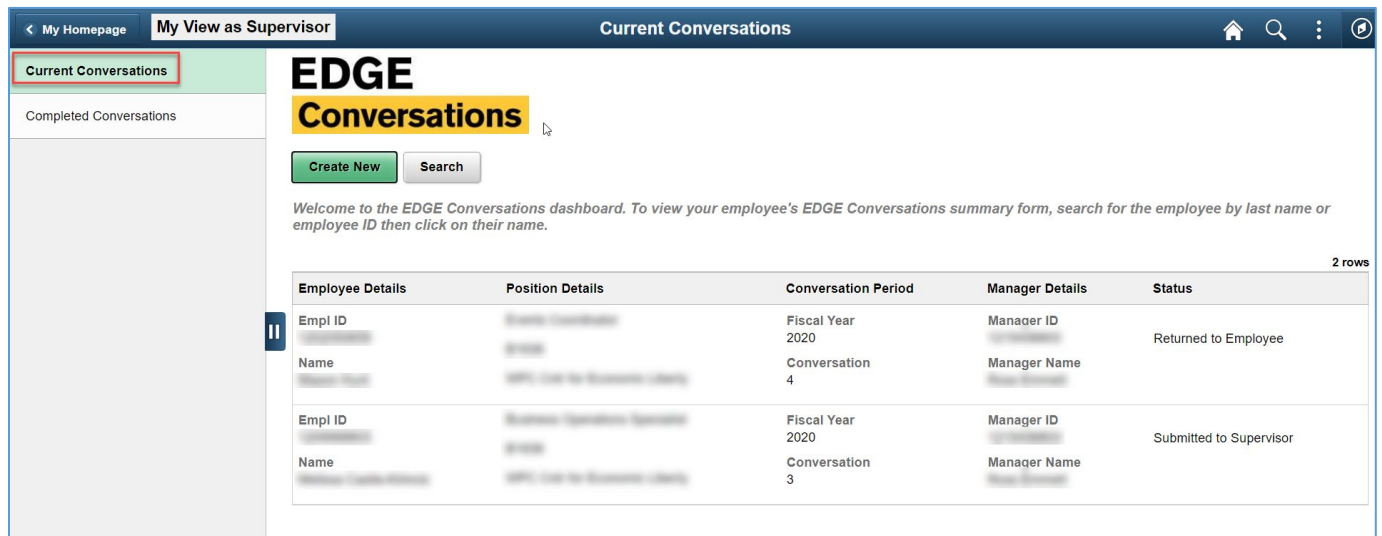 My Homepage
My View as Supervisor
Current Conversations
Current Conversations
Completed Conversations
EDGE
Conversations
Create New
Search
Welcome to the EDGE Conversations dashboard. To view your employee's EDGE Conversations summary form, search for the employee by last name or
employee ID then click on their name.
2 rows
Employee Details Position Details Conversation Period Manager Details Status
Empl ID Fiscal Year Manager ID
2020 Returned to Employee
Name Conversation Manager Name
4
Empl ID Fiscal Year Manager ID
2020 Submitted to Supervisor
Name Conversation Manager Name
3